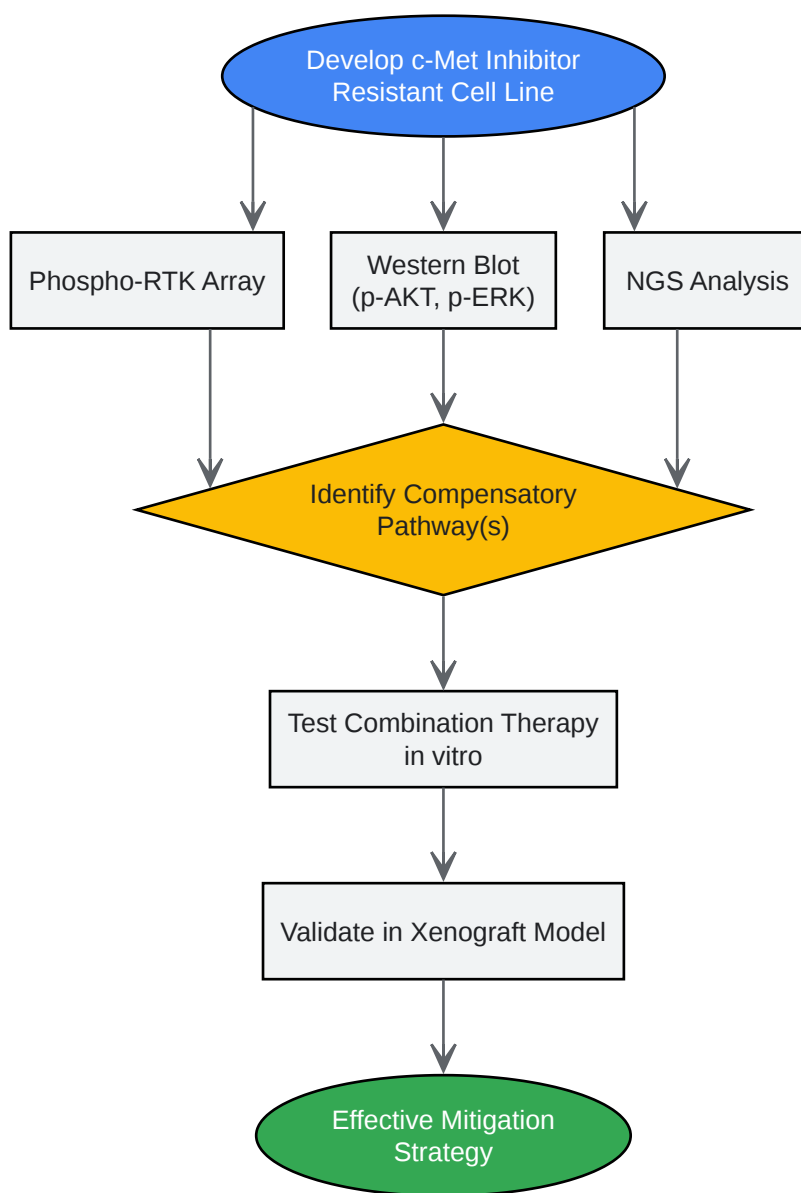 Develop c-Met Inhibitor
Resistant Cell Line
Phospho-RTK Array
Western Blot
(p-AKT, p-ERK)
NGS Analysis
Identify Compensatory
Pathway(s)
Test Combination Therapy
in vitro
Validate in Xenograft Model
Effective Mitigation
Strategy